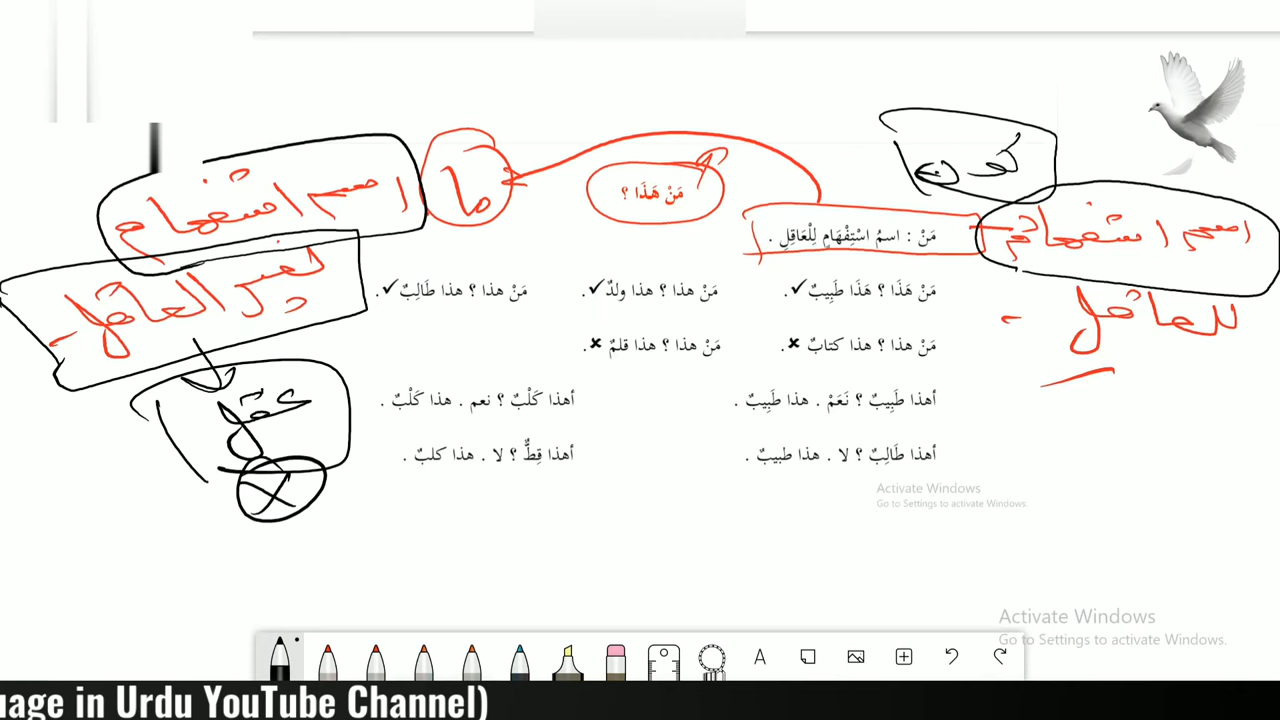 کون
مَنْ هَـذَا ؟
ما
اسم استفهام
اسم استفهام
مَنْ : اسمُ اسْتِفْهَامٍ لِلْعَاقِلِ .
للعاقل -
لغير العاقل -
مَنْ هَذَا ؟ هَذَا طَبِيبٌ ✓. مَنْ هذا ؟ هذا ولدٌ ✓. مَنْ هذا ؟ هذا طَالِبٌ ✓.
مَنْ هذا ؟ هذا كتابٌ ✗. مَنْ هذا ؟ هذا قلمٌ ✗.
عقل
أهذا طَبِيبٌ ؟ نَعَمْ . هذا طَبِيبٌ . أهذا كَلْبٌ ؟ نعم . هذا كَلْبٌ .
أهذا طَالِبٌ ؟ لا . هذا طبيبٌ . أهذا قِطٌّ ؟ لا . هذا كلبٌ .
Activate Windows
Go to Settings to activate Windows.
Activate Windows
Go to Settings to activate Windows.
uage in Urdu YouTube Channel)